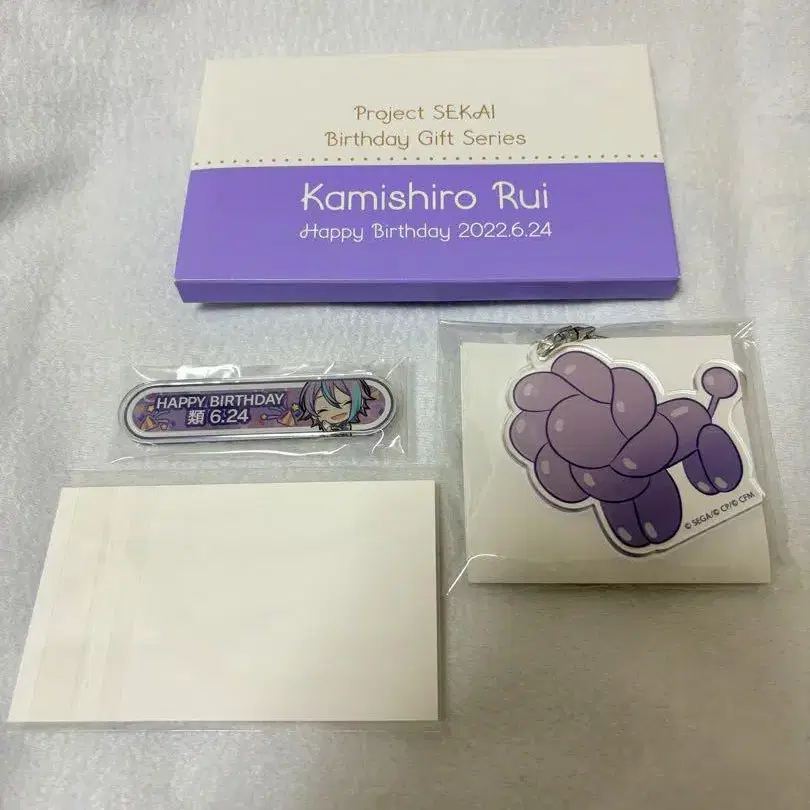 Project SEKAI
Birthday Gift Series
Kamishiro Rui
Happy Birthday 2022.6.24
HAPPY BIRTHDAY
類 6.24
© SEGA/© CP/© CFM